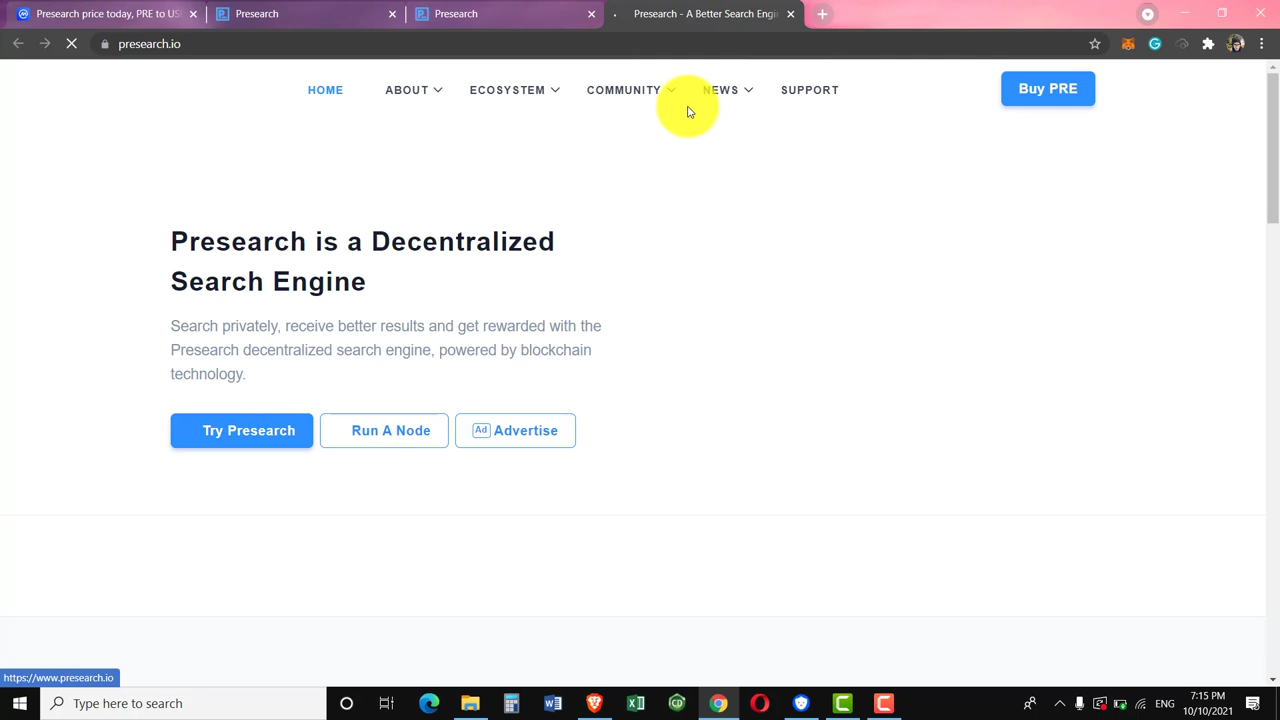 Presearch price today, PRE to US
Presearch
Presearch
Presearch - A Better Search Engi
presearch.io
HOME
ABOUT
ECOSYSTEM
COMMUNITY
NEWS
SUPPORT
Buy PRE
Presearch is a Decentralized
Search Engine
Search privately, receive better results and get rewarded with the
Presearch decentralized search engine, powered by blockchain
technology.
Try Presearch
Run A Node
Ad Advertise
https://www.presearch.io
Type here to search
ENG
7:15 PM
10/10/2021